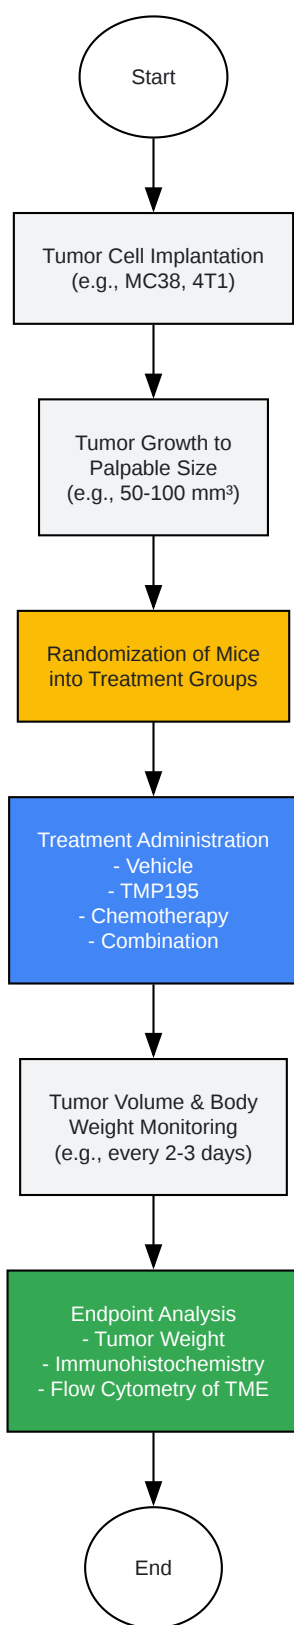 Start
Tumor Cell Implantation
(e.g., MC38, 4T1)
Tumor Growth to
Palpable Size
(e.g., 50-100 mm³)
Randomization of Mice
into Treatment Groups
Treatment Administration
- Vehicle
- TMP195
- Chemotherapy
- Combination
Tumor Volume & Body
Weight Monitoring
(e.g., every 2-3 days)
Endpoint Analysis
- Tumor Weight
- Immunohistochemistry
- Flow Cytometry of TME
End